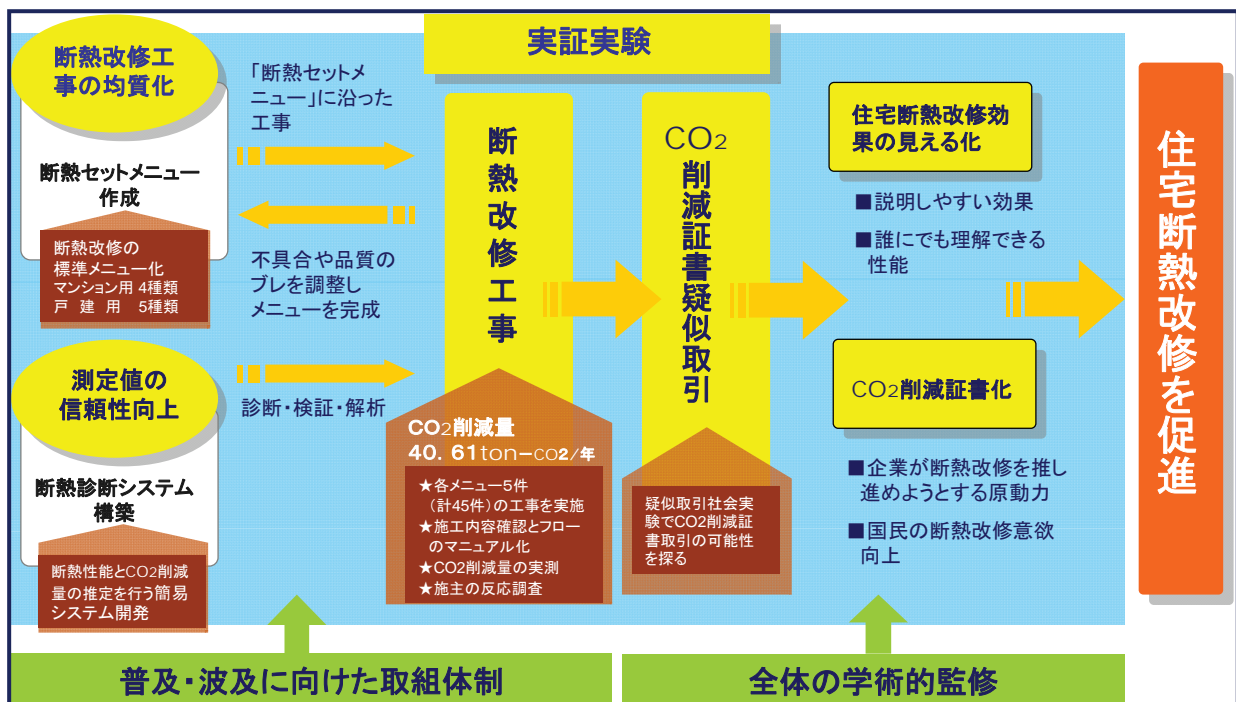 実証実験
断熱改修工
事の均質化
断熱セットメニュー
作成
断熱改修の
標準メニュー化
マンション用 4種類
戸 建 用 5種類
「断熱セットメ
ニュー」に沿った
工事
不具合や品質の
ブレを調整し
メニューを完成
測定値の
信頼性向上
断熱診断システム
構築
断熱性能とCO2削減
量の推定を行う簡易
システム開発
診断・検証・解析
断熱改修工事
CO2削減量
40. 61ton-CO2/年
★各メニュー5件
(計45件)の工事を実施
★施工内容確認とフロー
のマニュアル化
★CO2削減量の実測
★施主の反応調査
CO2削減証書疑似取引
疑似取引社会実
験でCO2削減証
書取引の可能性
を探る
住宅断熱改修効
果の見える化
■説明しやすい効果
■誰にでも理解できる
性能
CO2削減証書化
■企業が断熱改修を推し
進めようとする原動力
■国民の断熱改修意欲
向上
住宅断熱改修を促進
普及・波及に向けた取組体制
全体の学術的監修